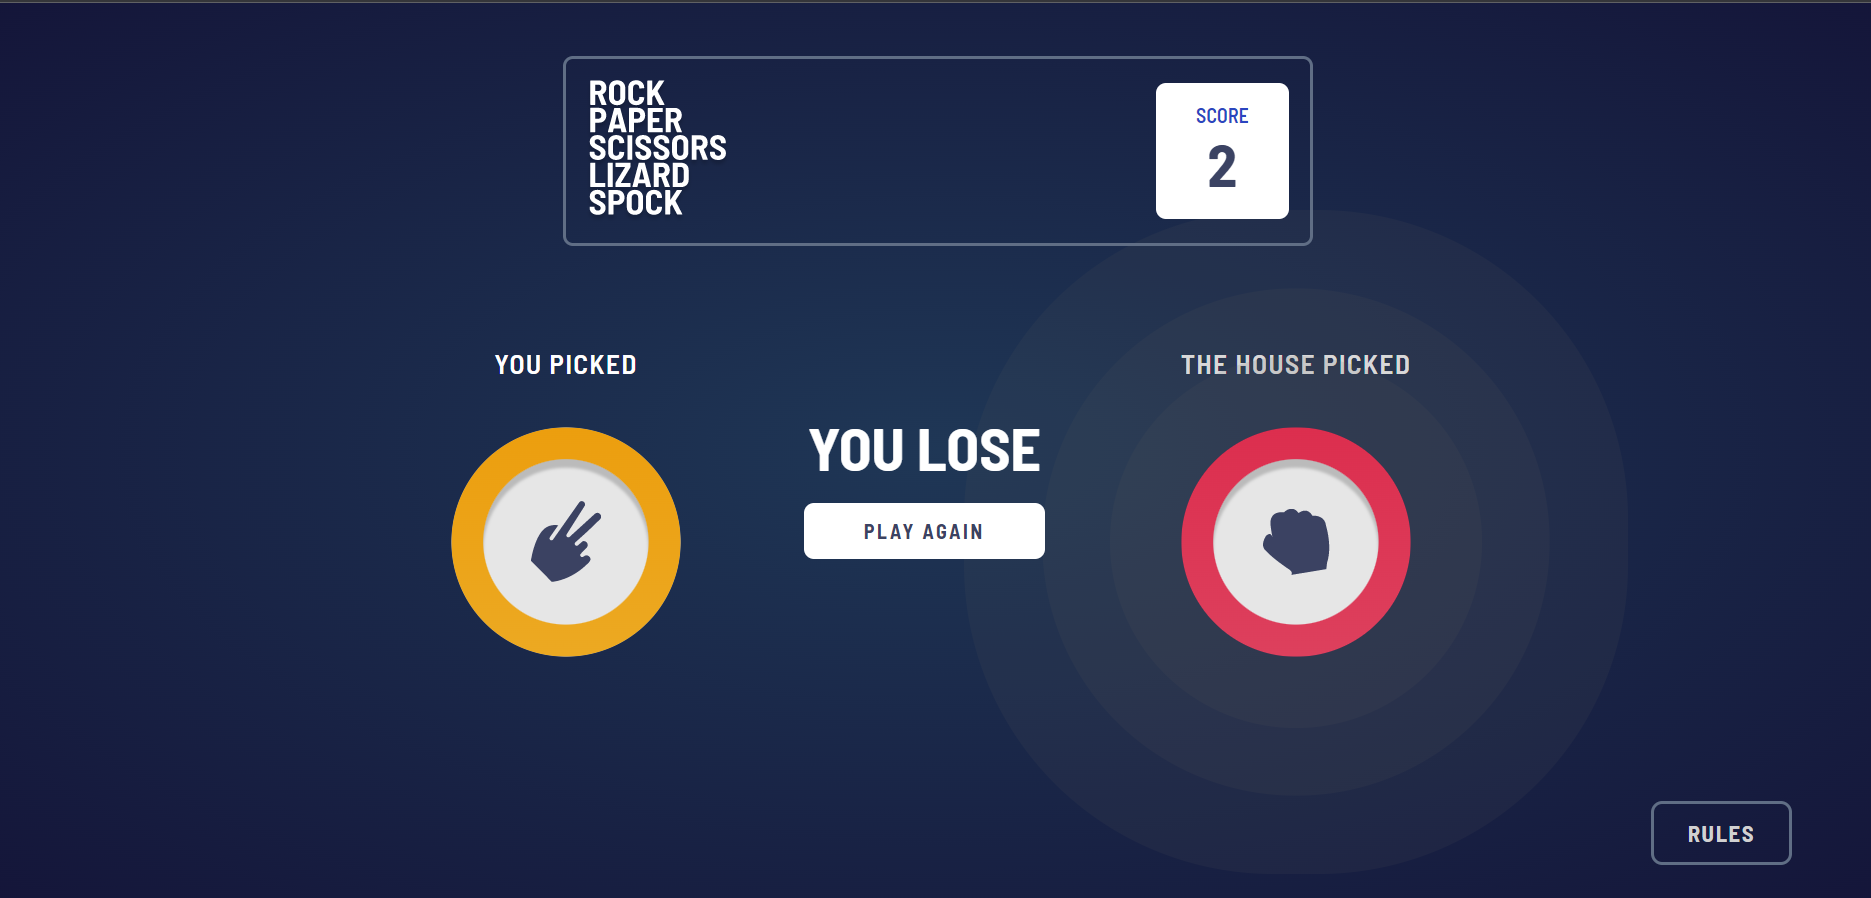 ROCK
PAPER
SCISSORS
LIZARD
SPOCK
SCORE
2
YOU PICKED
THE HOUSE PICKED
YOU LOSE
PLAY AGAIN
RULES